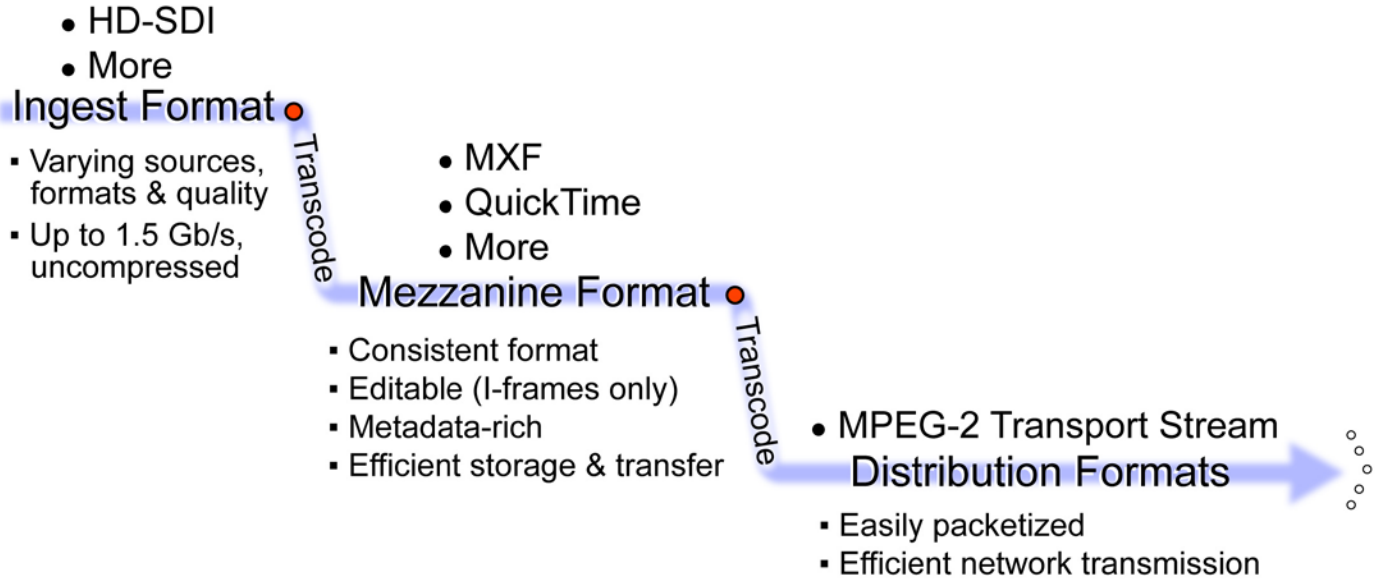 • HD-SDI
• More
Ingest Format
▪ Varying sources,
formats & quality
▪ Up to 1.5 Gb/s,
uncompressed
Transcode
• MXF
• QuickTime
• More
Mezzanine Format
▪ Consistent format
▪ Editable (I-frames only)
▪ Metadata-rich
▪ Efficient storage & transfer
Transcode
• MPEG-2 Transport Stream
Distribution Formats
▪ Easily packetized
▪ Efficient network transmission